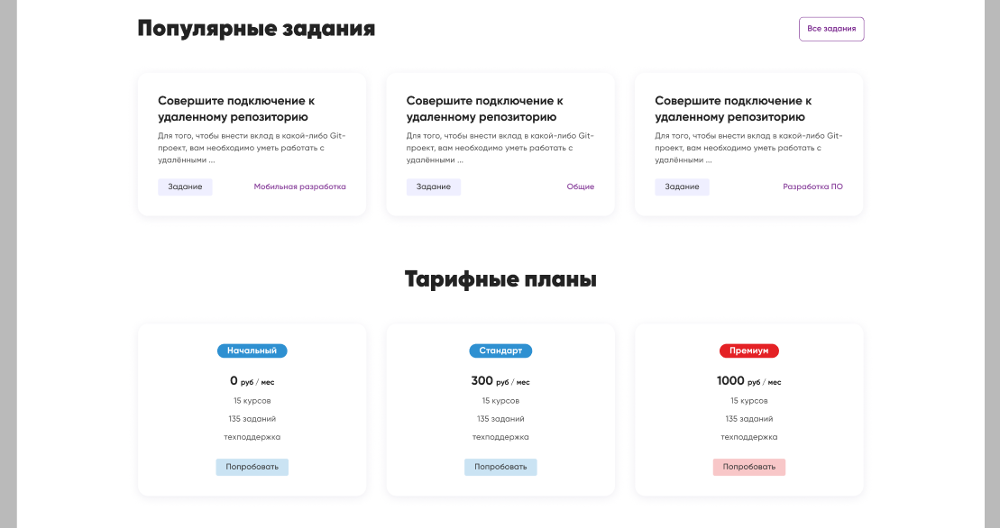 Популярные задания
Все задания
Совершите подключение к
удаленному репозиторию
Для того, чтобы внести вклад в какой-либо Git-
проект, вам необходимо уметь работать с
удалёнными ...
Задание
Мобильная разработка
Совершите подключение к
удаленному репозиторию
Для того, чтобы внести вклад в какой-либо Git-
проект, вам необходимо уметь работать с
удалёнными ...
Задание
Общие
Совершите подключение к
удаленному репозиторию
Для того, чтобы внести вклад в какой-либо Git-
проект, вам необходимо уметь работать с
удалёнными ...
Задание
Разработка ПО
Тарифные планы
Начальный
0 руб / мес
15 курсов
135 заданий
техподдержка
Попробовать
Стандарт
300 руб / мес
15 курсов
135 заданий
техподдержка
Попробовать
Премиум
1000 руб / мес
15 курсов
135 заданий
техподдержка
Попробовать